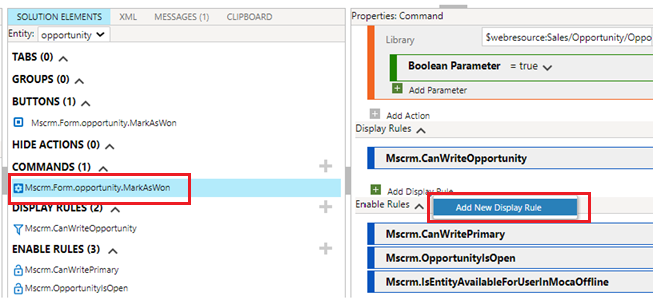 SOLUTION ELEMENTS XML MESSAGES (1) CLIPBOARD
Entity: opportunity
TABS (0)
GROUPS (0)
BUTTONS (1)
Mscrm.Form.opportunity.MarkAsWon
HIDE ACTIONS (0)
COMMANDS (1)
Mscrm.Form.opportunity.MarkAsWon
DISPLAY RULES (2)
Mscrm.CanWriteOpportunity
ENABLE RULES (3)
Mscrm.CanWritePrimary
Mscrm.OpportunityIsOpen
Properties: Command
Library $webresource:Sales/Opportunity/Oppo
Boolean Parameter = true
Add Parameter
Add Action
Display Rules
Mscrm.CanWriteOpportunity
Add Display Rule
Enable Rules
Add New Display Rule
Mscrm.CanWritePrimary
Mscrm.OpportunityIsOpen
Mscrm.IsEntityAvailableForUserInMocaOffline